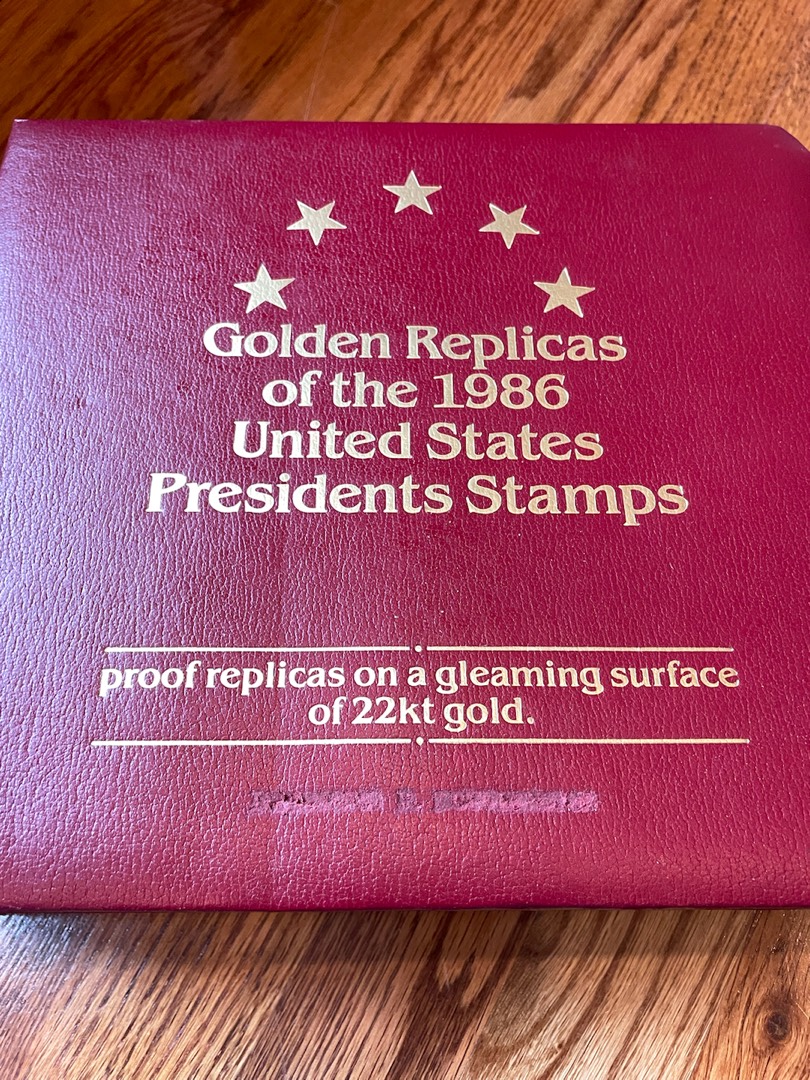 Golden Replicas
of the 1986
United States
Presidents Stamps
proof replicas on a gleaming surface
of 22kt gold.